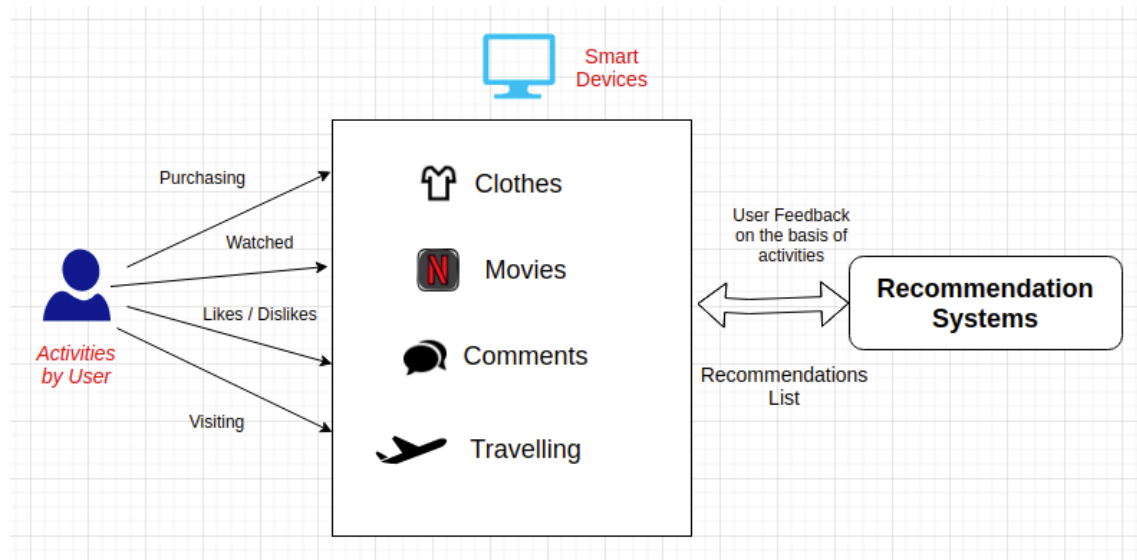 Smart
Devices
Purchasing
Clothes
Watched
N
Movies
Likes / Dislikes
Comments
Activities
by User
Visiting
Travelling
User Feedback
on the basis of
activities
Recommendation
Systems
Recommendations
List